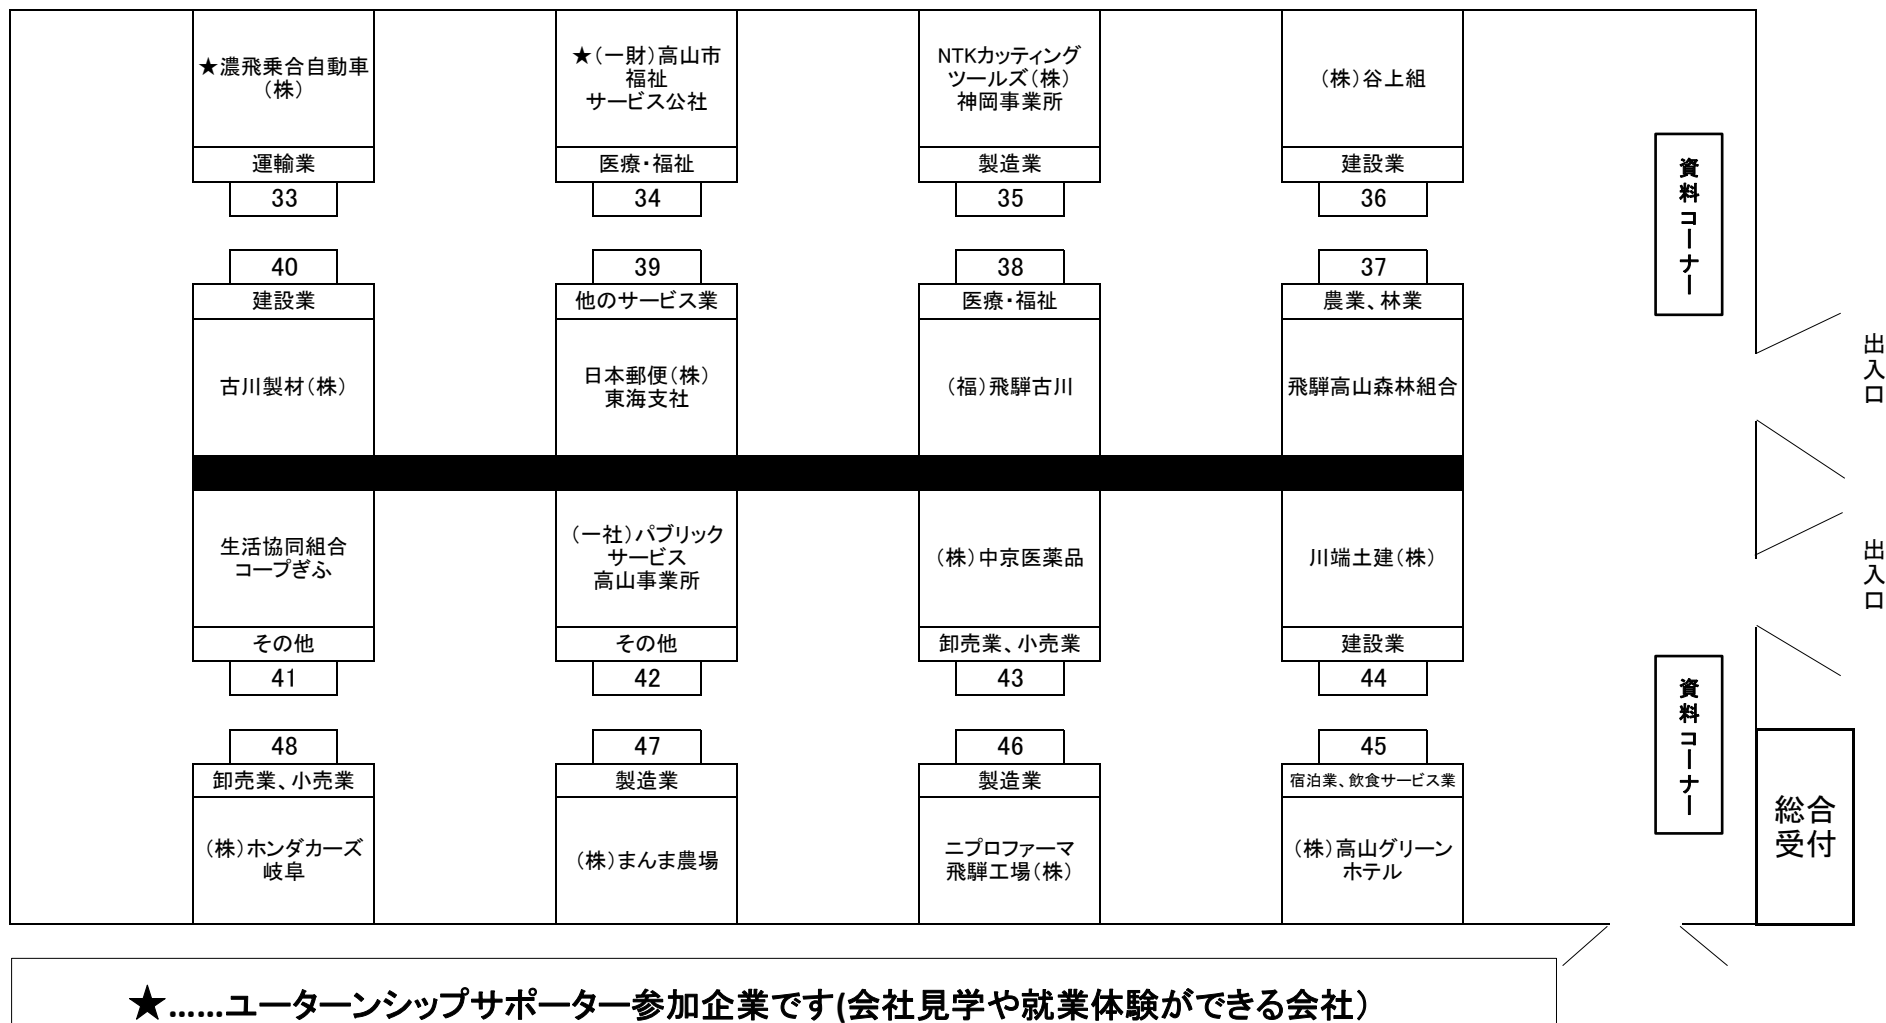 ★濃飛乗合自動車
（株）
運輸業
33
★（一財）高山市
福祉
サービス公社
医療・福祉
34
NTKカッティング
ツールズ（株）
神岡事業所
製造業
35
（株）谷上組
建設業
36
資料コーナー
40
建設業
古川製材（株）
39
他のサービス業
日本郵便（株）
東海支社
38
医療・福祉
（福）飛騨古川
37
農業、林業
飛騨高山森林組合
出入口
生活協同組合
コープぎふ
その他
41
（一社）パブリック
サービス
高山事業所
その他
42
（株）中京医薬品
卸売業、小売業
43
川端土建（株）
建設業
44
出入口
48
卸売業、小売業
（株）ホンダカーズ
岐阜
47
製造業
（株）まんま農場
46
製造業
ニプロファーマ
飛騨工場（株）
45
宿泊業、飲食サービス業
（株）高山グリーン
ホテル
資料コーナー
総合
受付
★……ユーターンシップサポーター参加企業です(会社見学や就業体験ができる会社）